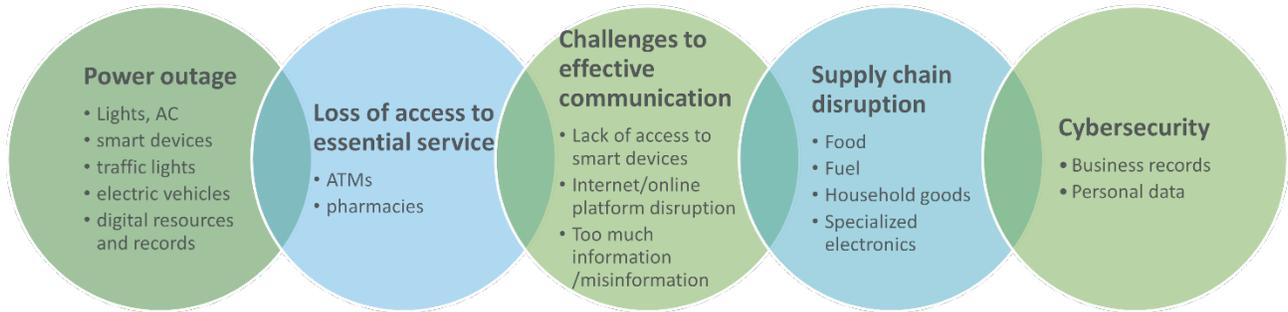 Power outage
• Lights, AC
• smart devices
• traffic lights
• electric vehicles
• digital resources
and records
Loss of access to
essential service
• ATMs
• pharmacies
Challenges to
effective
communication
• Lack of access to
smart devices
• Internet/online
platform disruption
• Too much
information
/misinformation
Supply chain
disruption
• Food
• Fuel
• Household goods
• Specialized
electronics
Cybersecurity
• Business records
• Personal data